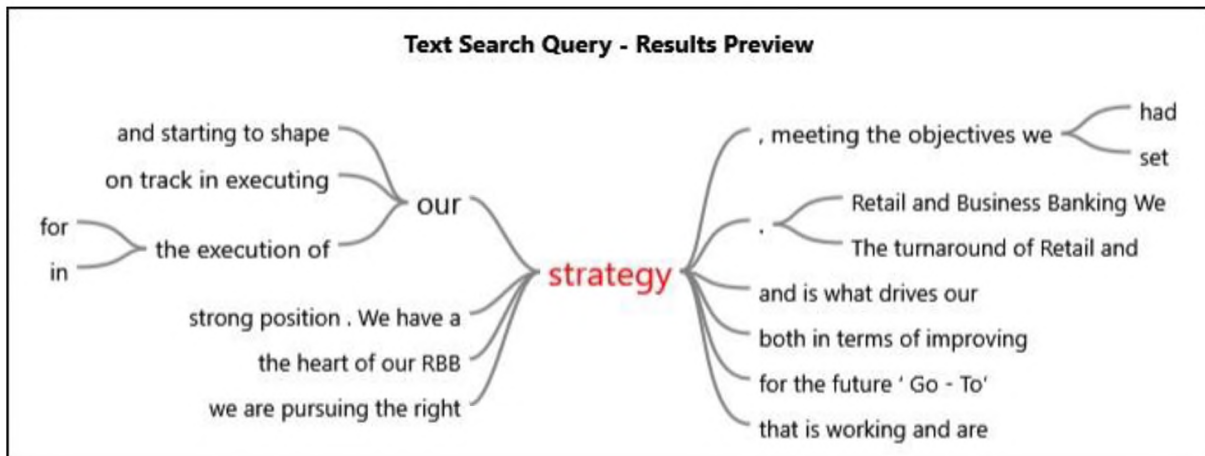 Text Search Query - Results Preview
and starting to shape
on track in executing
for
in
the execution of
our
strong position . We have a
the heart of our RBB
we are pursuing the right
strategy
, meeting the objectives we
had
set
.
Retail and Business Banking We
The turnaround of Retail and
and is what drives our
both in terms of improving
for the future ‘ Go - To‘
that is working and are